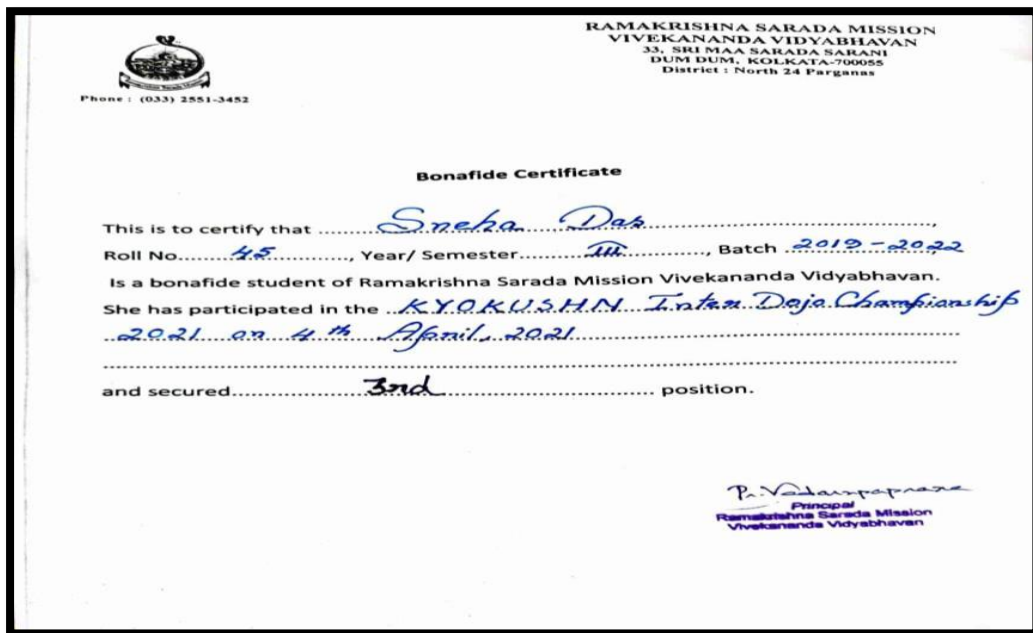 RAMAKRISHNA SARADA MISSION
VIVEKANANDA VIDYABHAVAN
33, SRI MAA SARADA SARANI
DUM DUM, KOLKATA-700055
District : North 24 Parganas
Ramakrishna Sarada Mission
Phone : (033) 2551-3452
Bonafide Certificate
This is to certify that Sneha Das,
Roll No. 45, Year/ Semester III, Batch 2019-2022,
Is a bonafide student of Ramakrishna Sarada Mission Vivekananda Vidyabhavan.
She has participated in the KYOKUSHN Inter Dojo Championship
2021 on 4th April, 2021
and secured 3rd position.
Principal
Ramakrishna Sarada Mission
Vivekananda Vidyabhavan